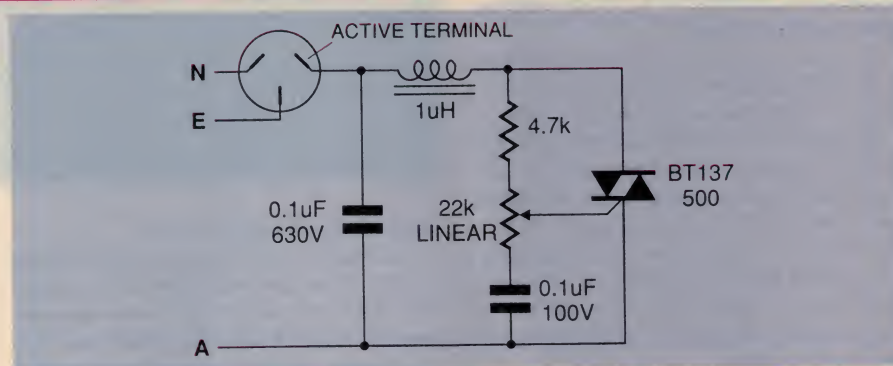 ACTIVE TERMINAL
N
E
1uH
4.7k
BT137
500
0.1uF
630V
22k
LINEAR
0.1uF
100V
A